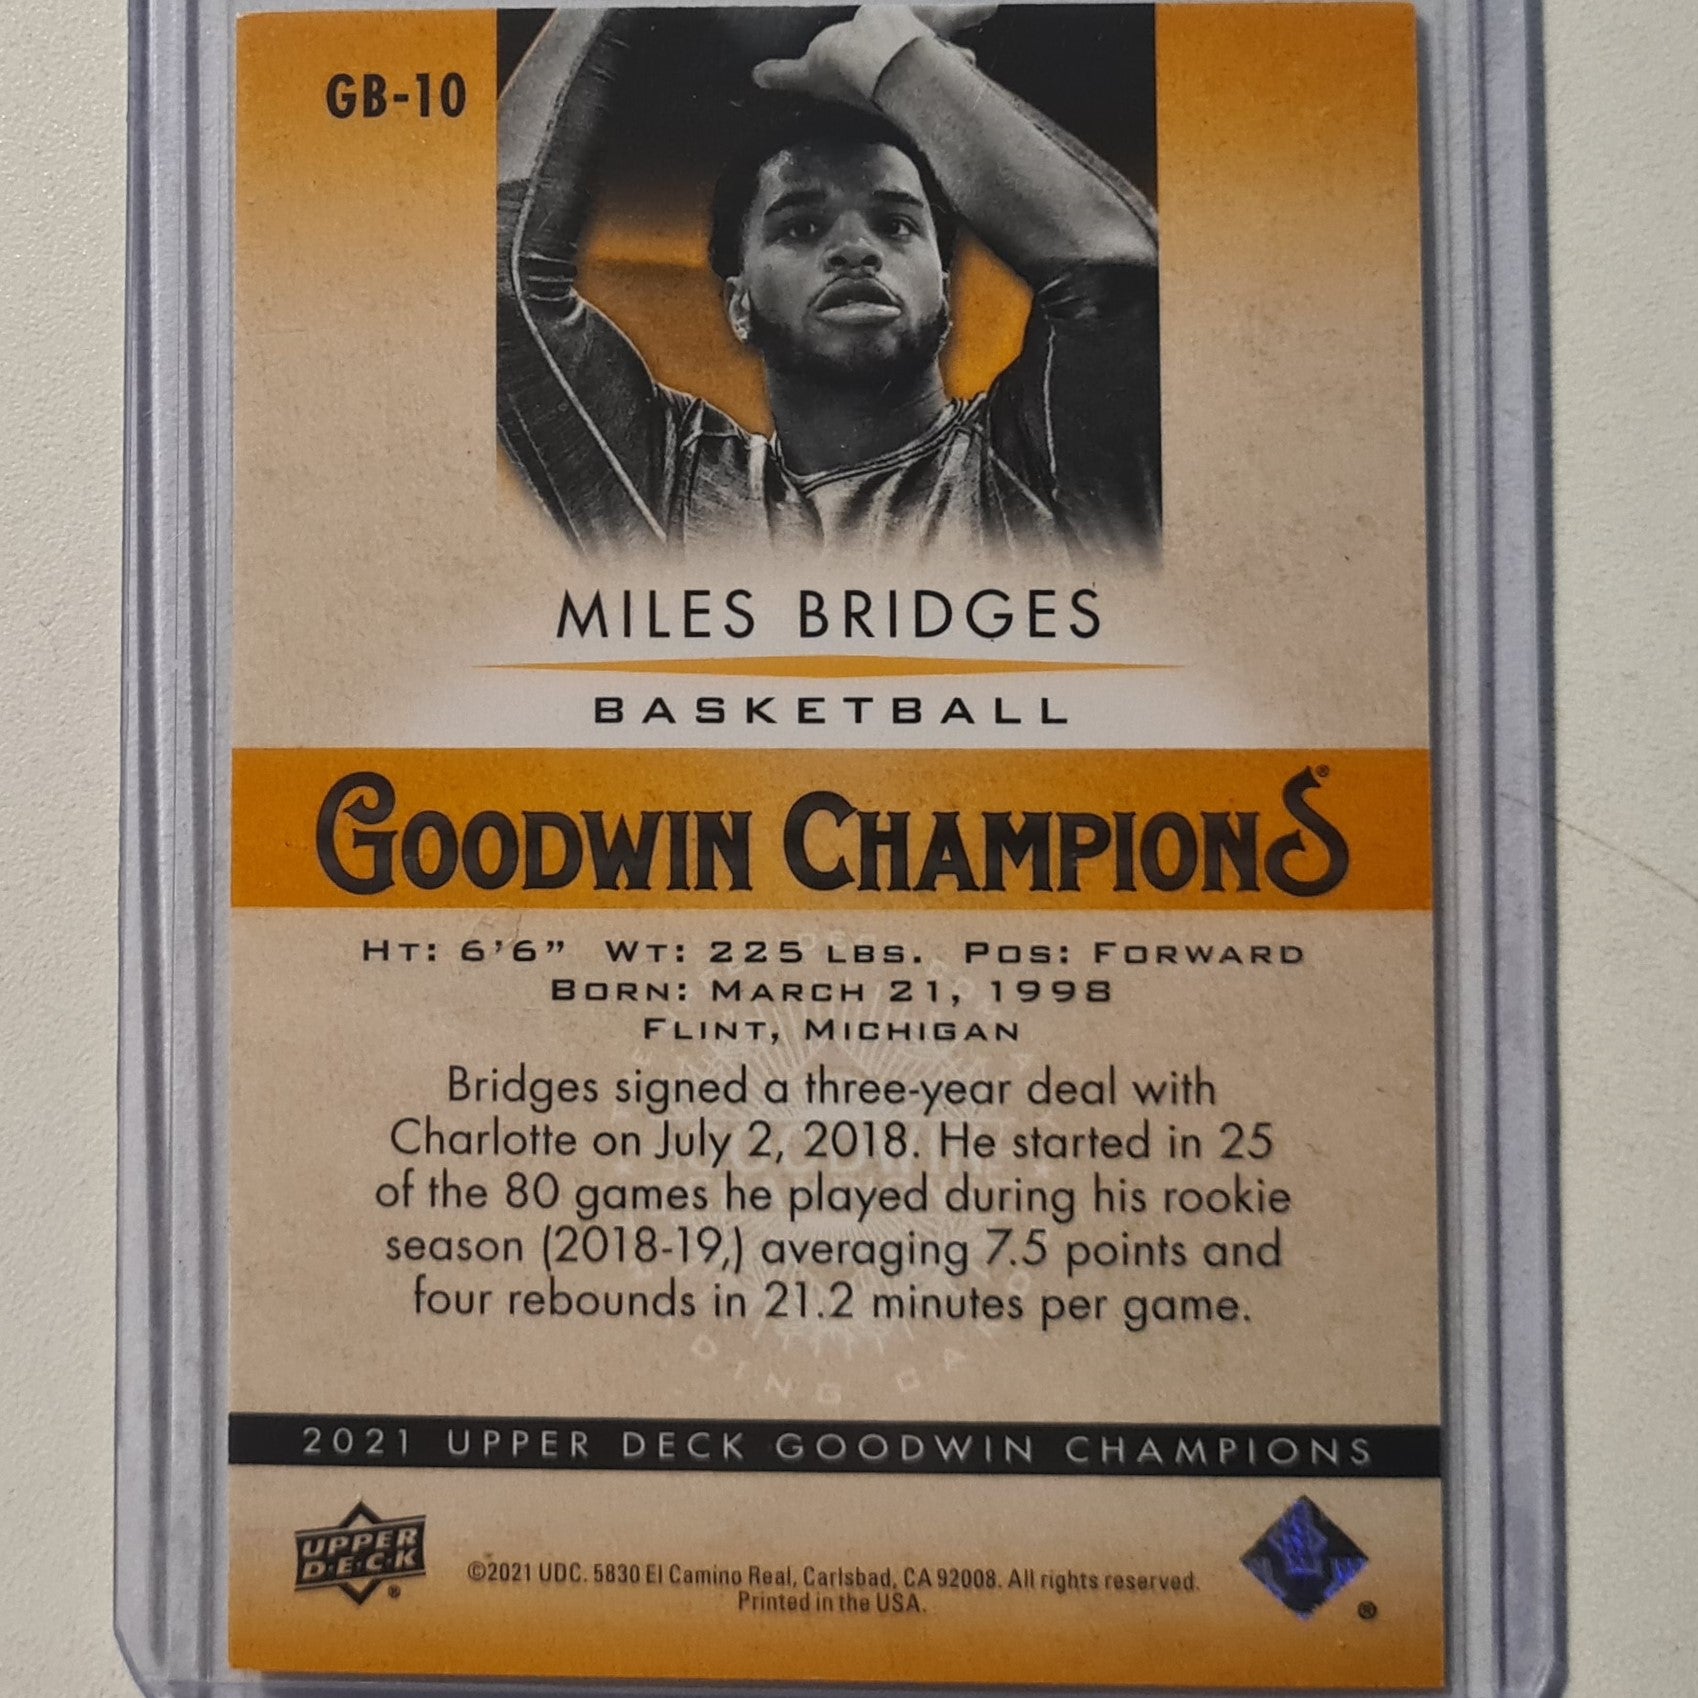 GB-10
MILES BRIDGES
BASKETBALL
GOODWIN CHAMPIONS®
HT: 6'6” WT: 225 LBS. POS: FORWARD
BORN: MARCH 21, 1998
FLINT, MICHIGAN
Bridges signed a three-year deal with
Charlotte on July 2, 2018. He started in 25
of the 80 games he played during his rookie
season (2018-19,) averaging 7.5 points and
four rebounds in 21.2 minutes per game.
2021 UPPER DECK GOODWIN CHAMPIONS
UPPER
DECK
®
©2021 UDC. 5830 El Camino Real, Carlsbad, CA 92008. All rights reserved.
Printed in the USA.
®